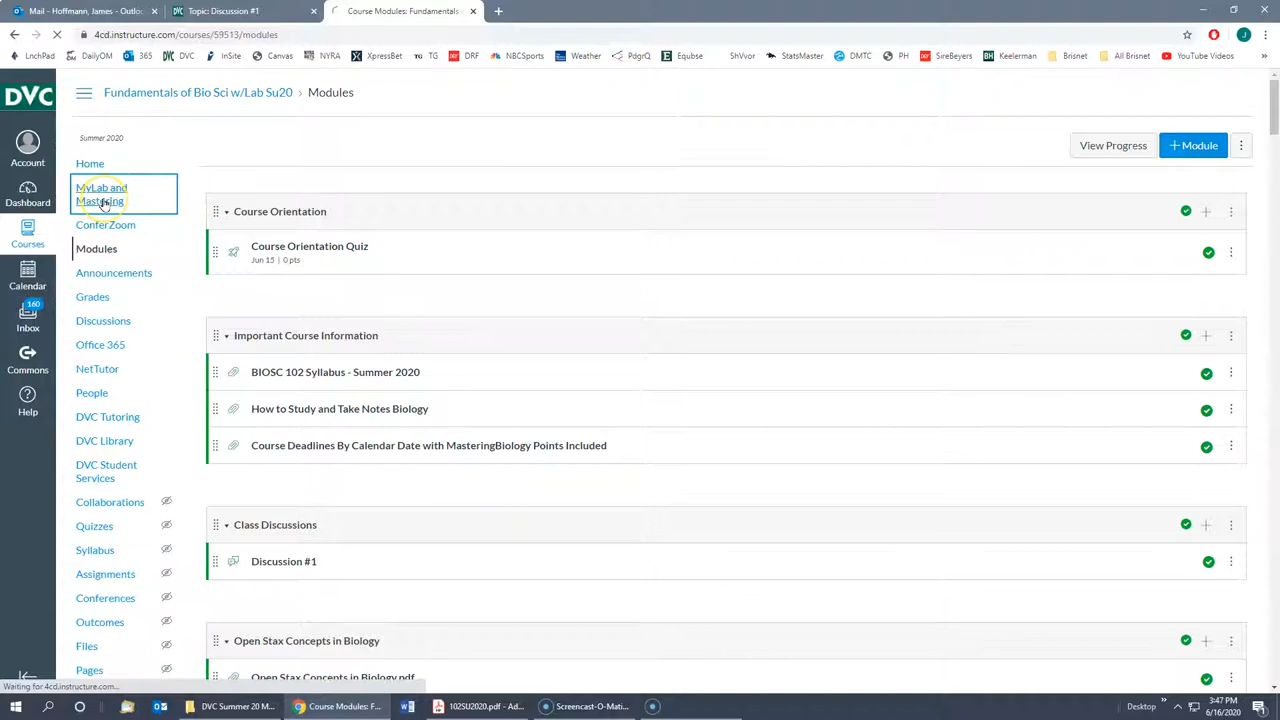 Mail - Hoffmann, James - Outloo
Topic: Discussion #1
Course Modules: Fundamentals
4cd.instructure.com/courses/59513/modules
J
LnchPad DailyOM 365 DVC InSite Canvas NYRA XpressBet TG DRF NBCSports Weather PdgrQ Equbse ShVivor StatsMaster DMTC PH SireBeyers Keelerman Brisnet All Brisnet YouTube Videos
DVC
Account
Dashboard
Courses
Calendar
160
Inbox
Commons
Help
Fundamentals of Bio Sci w/Lab Su20 › Modules
Summer 2020
Home
MyLab and
Mastering
ConferZoom
Modules
Announcements
Grades
Discussions
Office 365
NetTutor
People
DVC Tutoring
DVC Library
DVC Student
Services
Collaborations
Quizzes
Syllabus
Assignments
Conferences
Outcomes
Files
Pages
View Progress
+ Module
Course Orientation
Course Orientation Quiz
Jun 15 | 0 pts
Important Course Information
BIOSC 102 Syllabus - Summer 2020
How to Study and Take Notes Biology
Course Deadlines By Calendar Date with MasteringBiology Points Included
Class Discussions
Discussion #1
Open Stax Concepts in Biology
Open Stax Concepts in Biology.pdf
Waiting for 4cd.instructure.com...
DVC Summer 20 M...
Course Modules: F...
102SU2020.pdf - Ad...
Screencast-O-Mati...
Desktop
3:47 PM
6/16/2020